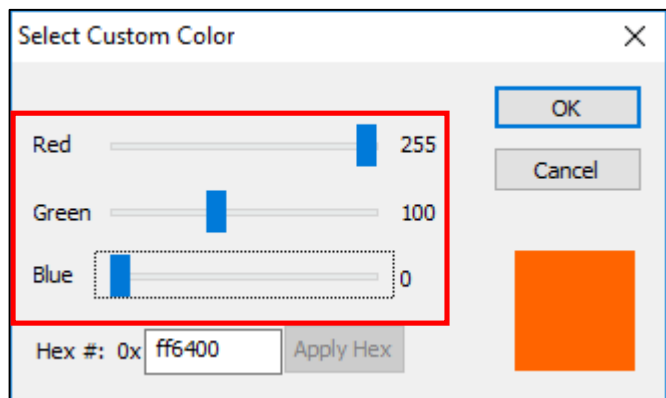 Select Custom Color
OK
Red 255
Cancel
Green 100
Blue 0
Hex #: 0x ff6400 Apply Hex